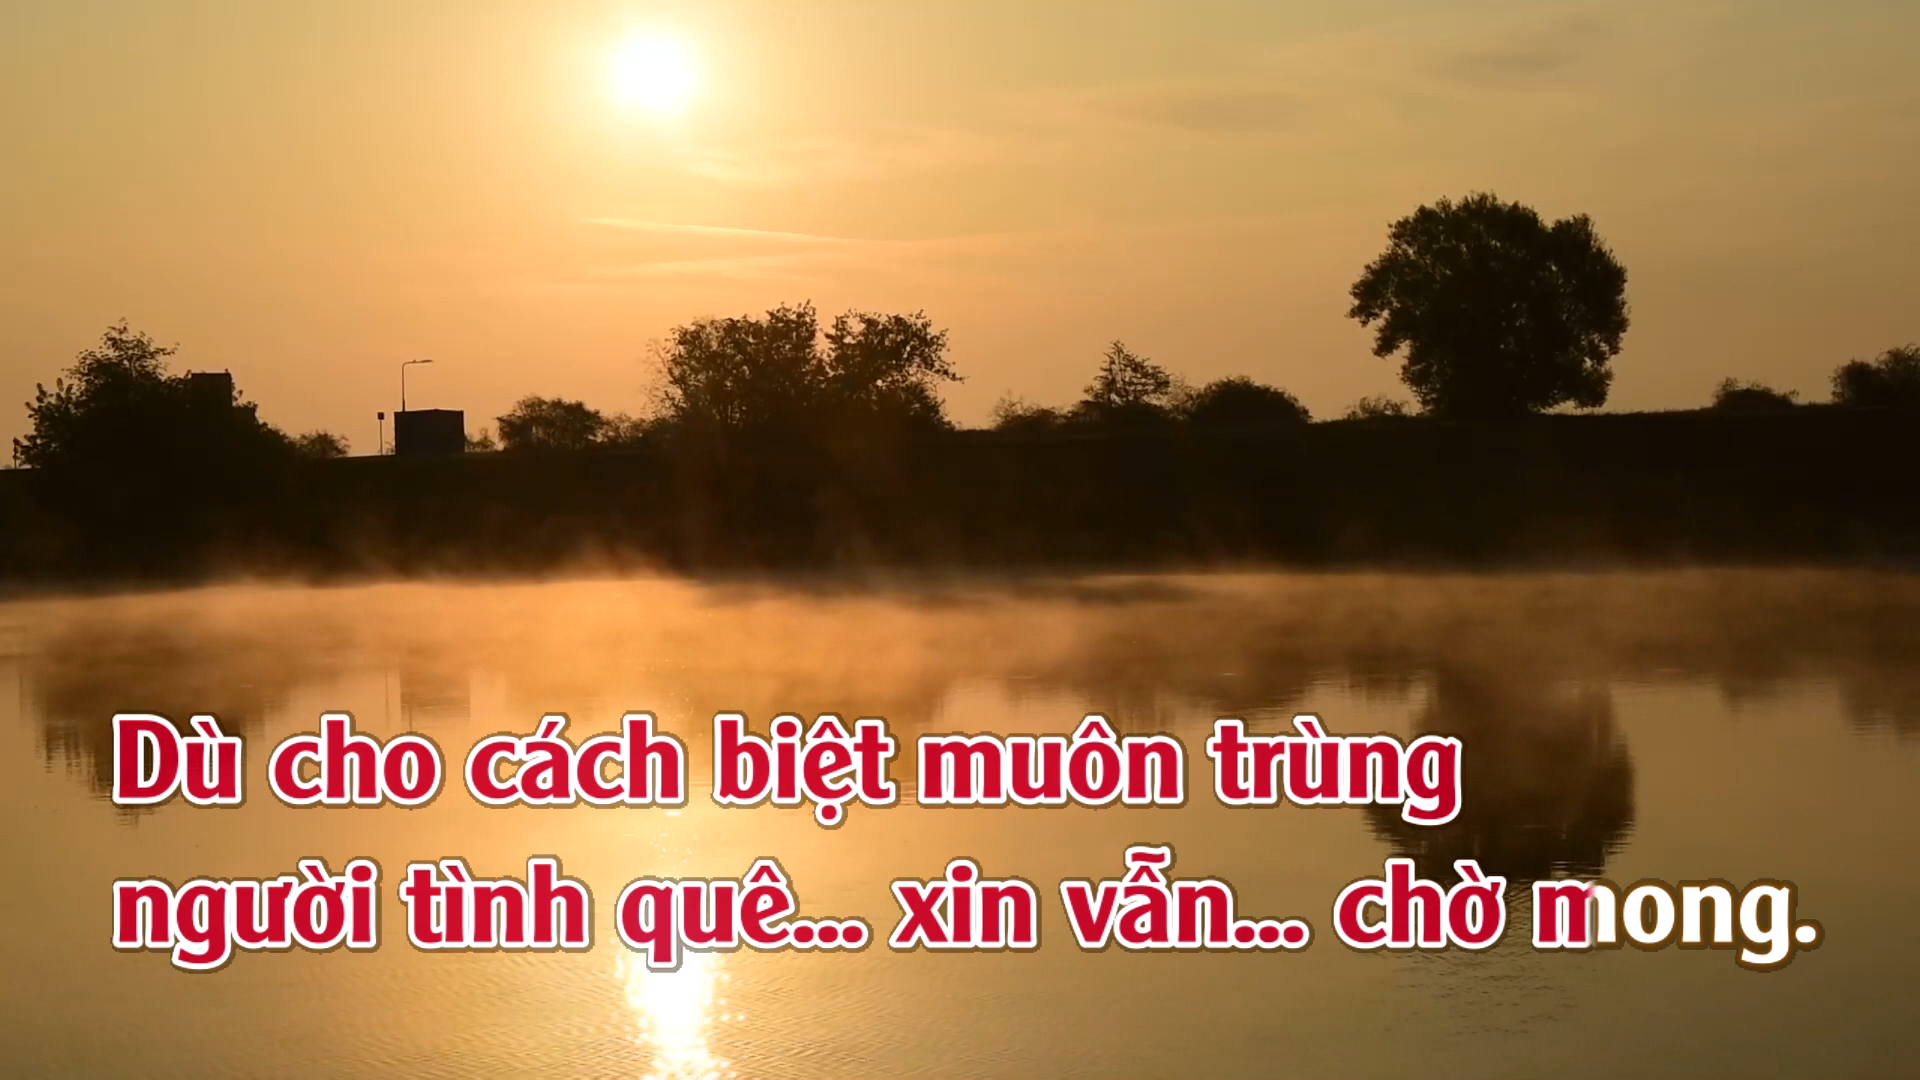 Dù cho cách biệt muôn trùng
người tình quê... xin vẫn... chờ mong.